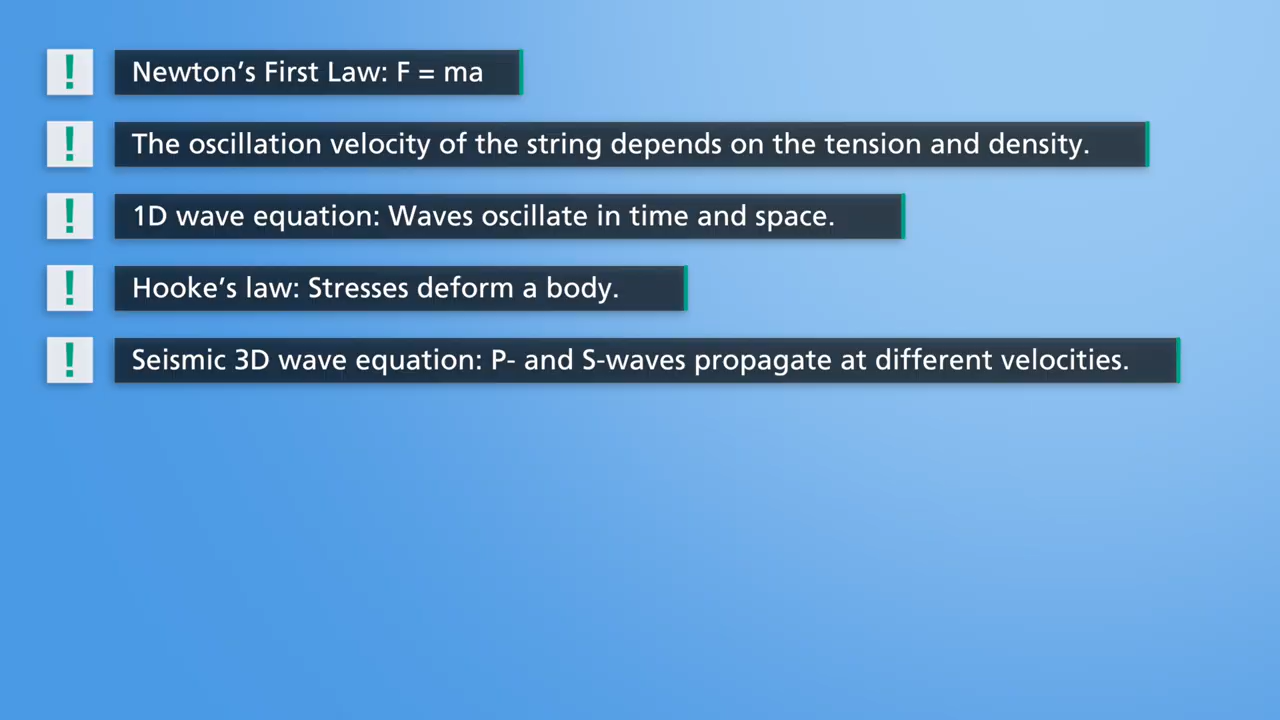 ! Newton’s First Law: F = ma
! The oscillation velocity of the string depends on the tension and density.
! 1D wave equation: Waves oscillate in time and space.
! Hooke’s law: Stresses deform a body.
! Seismic 3D wave equation: P- and S-waves propagate at different velocities.